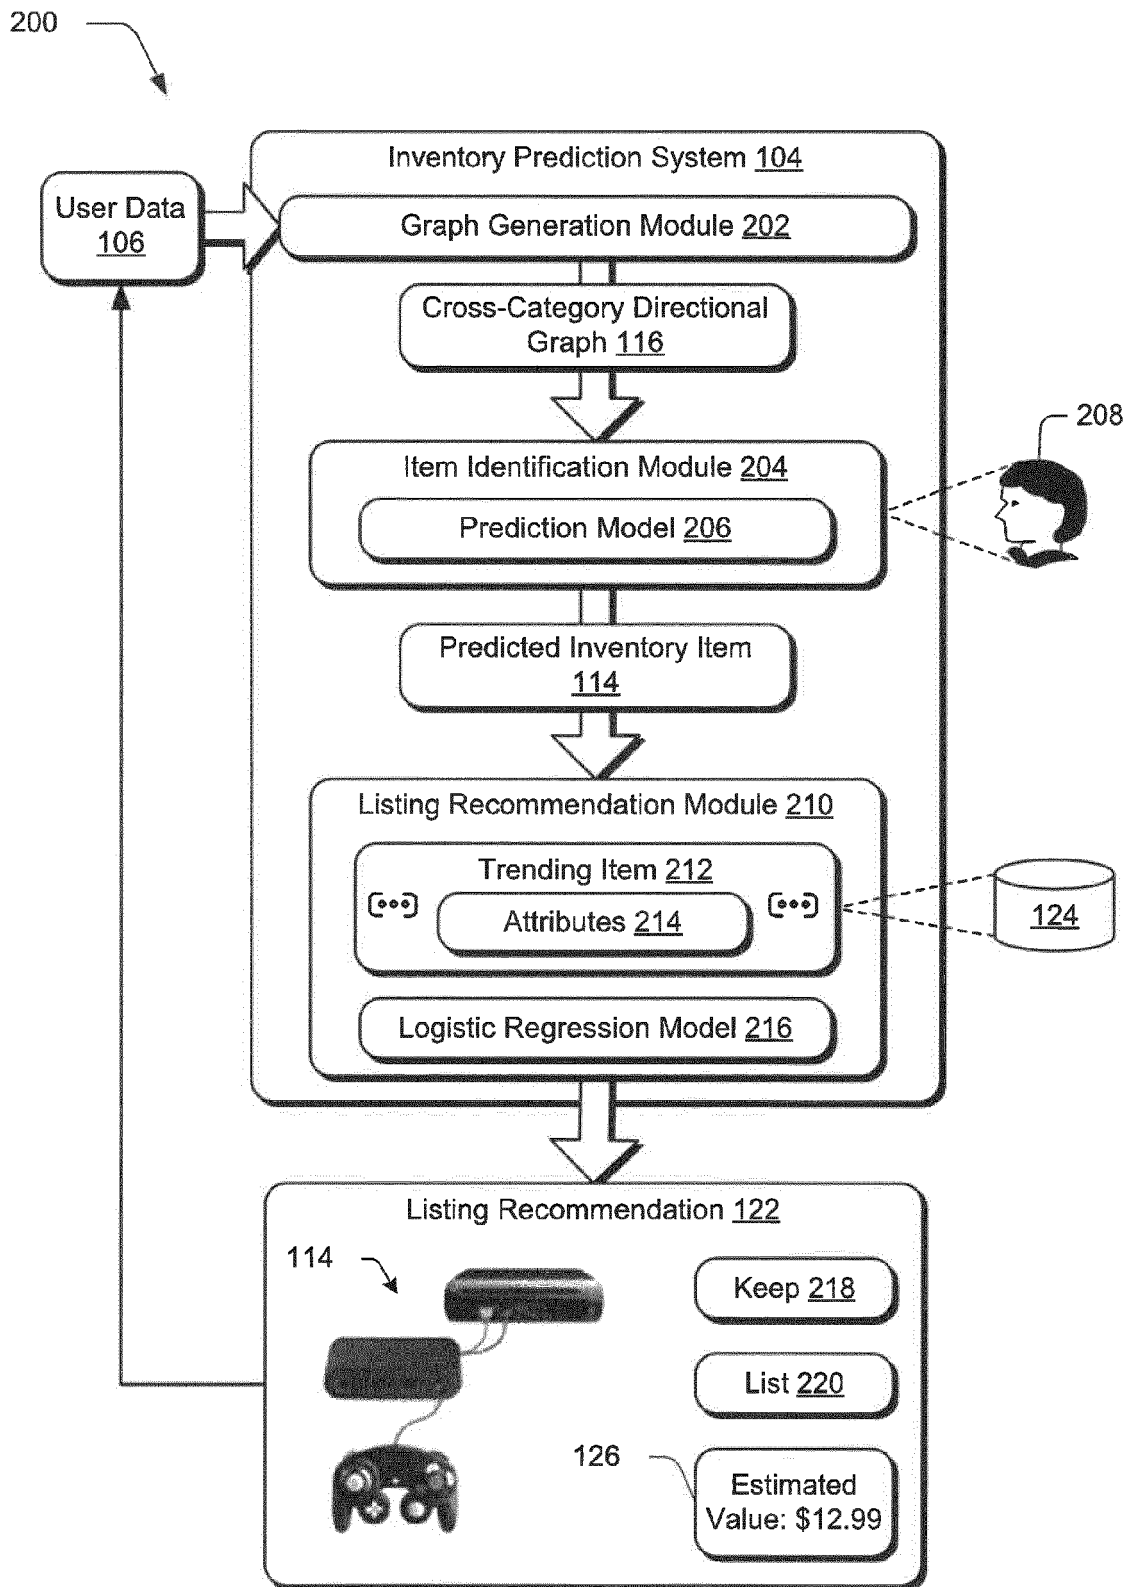 200
Inventory Prediction System 104
User Data
106
Graph Generation Module 202
Cross-Category Directional
Graph 116
Item Identification Module 204
208
Prediction Model 206
Predicted Inventory Item
114
Listing Recommendation Module 210
Trending Item 212
Attributes 214
124
Logistic Regression Model 216
Listing Recommendation 122
114
Keep 218
List 220
126
Estimated
Value: $12.99